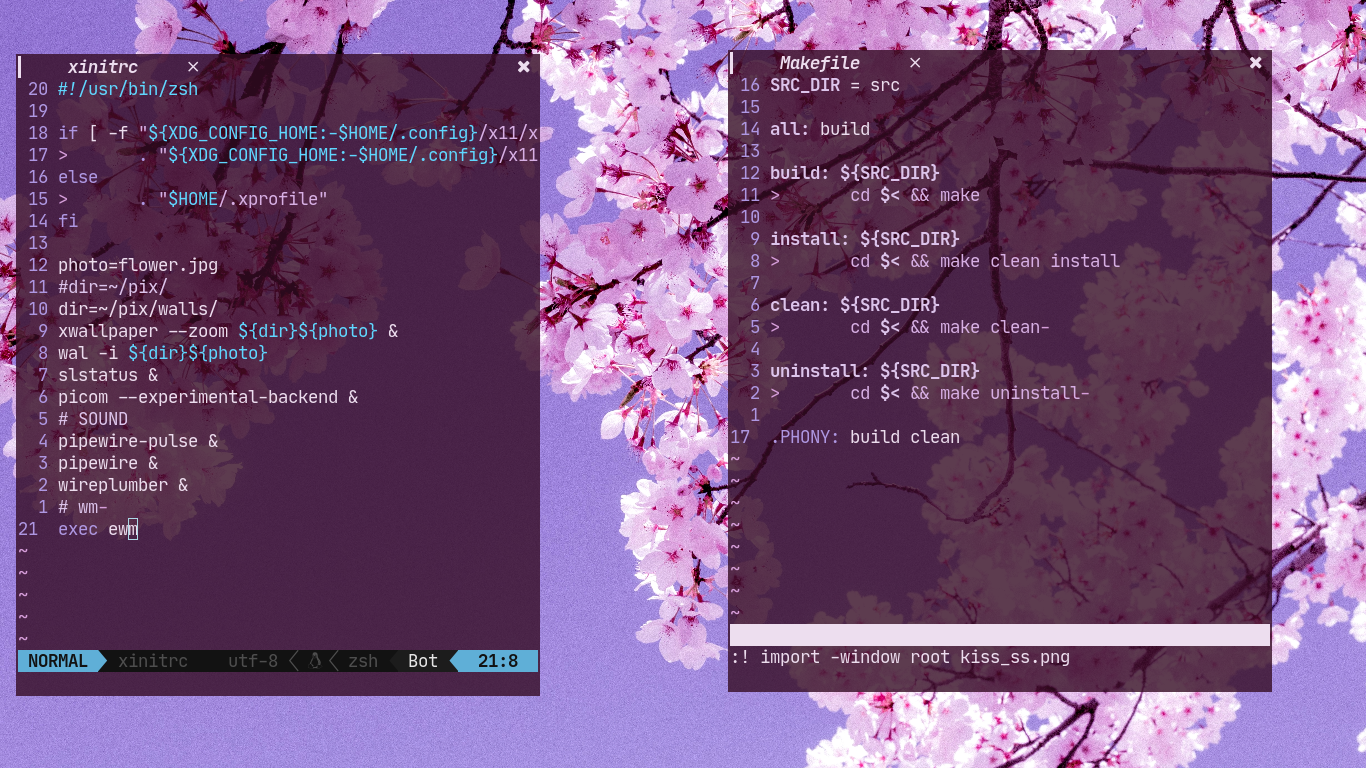 xinitrc ×
20 #!/usr/bin/zsh
19
18 if [ -f "${XDG_CONFIG_HOME:-$HOME/.config}/x11/x
17 > . "${XDG_CONFIG_HOME:-$HOME/.config}/x11
16 else
15 > . "$HOME/.xprofile"
14 fi
13
12 photo=flower.jpg
11 #dir=~/pix/
10 dir=~/pix/walls/
9 xwallpaper --zoom ${dir}${photo} &
8 wal -i ${dir}${photo}
7 slstatus &
6 picom --experimental-backend &
5 # SOUND
4 pipewire-pulse &
3 pipewire &
2 wireplumber &
1 # wm-
21 exec ewm
~
~
~
~
~
NORMAL xinitrc utf-8 zsh Bot 21:8
Makefile ×
16 SRC_DIR = src
15
14 all: build
13
12 build: ${SRC_DIR}
11 > cd $< && make
10
9 install: ${SRC_DIR}
8 > cd $< && make clean install
7
6 clean: ${SRC_DIR}
5 > cd $< && make clean-
4
3 uninstall: ${SRC_DIR}
2 > cd $< && make uninstall-
1
17 .PHONY: build clean
~
~
~
~
~
~
~
~
:! import -window root kiss_ss.png